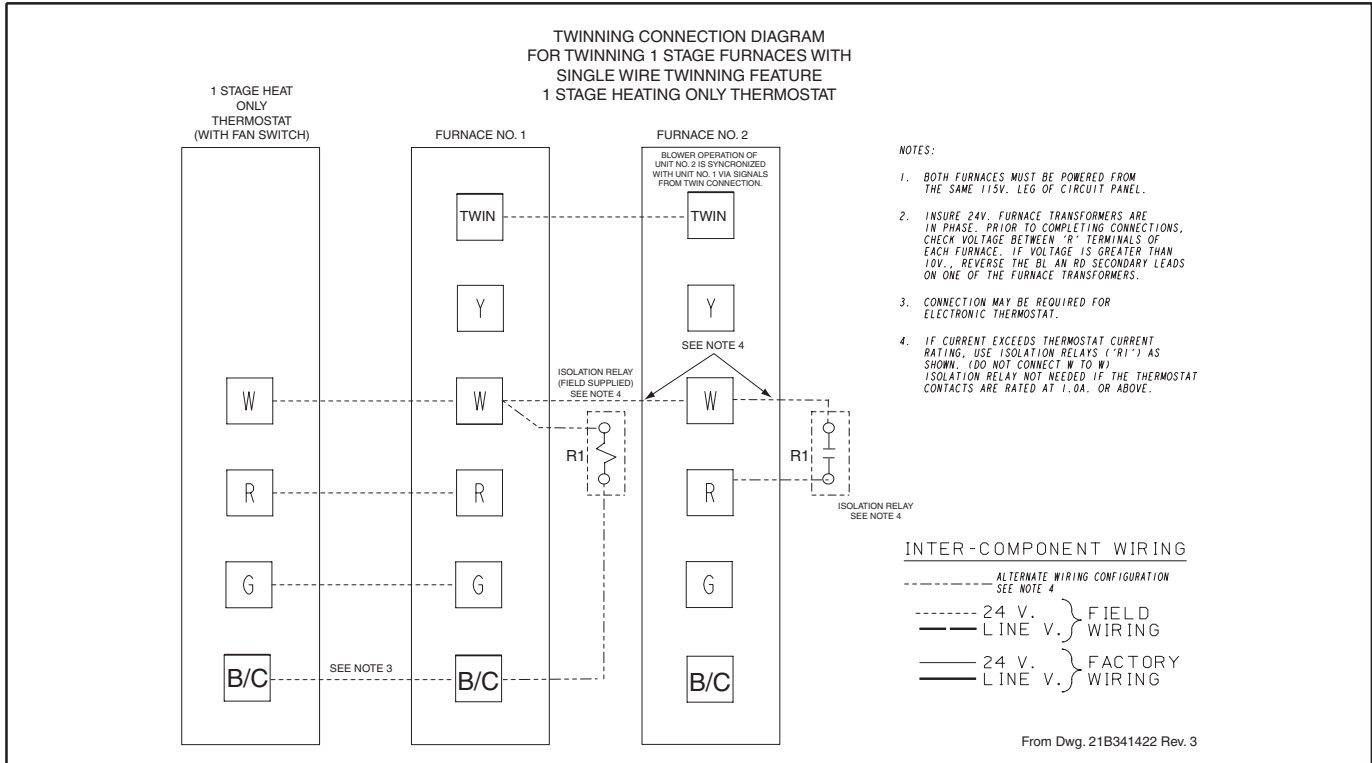 TWINNING CONNECTION DIAGRAM
FOR TWINNING 1 STAGE FURNACES WITH
SINGLE WIRE TWINNING FEATURE
1 STAGE HEATING ONLY THERMOSTAT
1 STAGE HEAT
ONLY
THERMOSTAT
(WITH FAN SWITCH)
W
R
G
B/C
FURNACE NO. 1
TWIN
Y
W
R
G
B/C
SEE NOTE 3
ISOLATION RELAY
(FIELD SUPPLIED)
SEE NOTE 4
R1
FURNACE NO. 2
BLOWER OPERATION OF
UNIT NO. 2 IS SYNCRONIZED
WITH UNIT NO. 1 VIA SIGNALS
FROM TWIN CONNECTION.
TWIN
Y
SEE NOTE 4
W
R
G
B/C
R1
ISOLATION RELAY
SEE NOTE 4
NOTES:
1. BOTH FURNACES MUST BE POWERED FROM
THE SAME 115V. LEG OF CIRCUIT PANEL.
2. INSURE 24V. FURNACE TRANSFORMERS ARE
IN PHASE. PRIOR TO COMPLETING CONNECTIONS,
CHECK VOLTAGE BETWEEN 'R' TERMINALS OF
EACH FURNACE. IF VOLTAGE IS GREATER THAN
10V., REVERSE THE BL AN RD SECONDARY LEADS
ON ONE OF THE FURNACE TRANSFORMERS.
3. CONNECTION MAY BE REQUIRED FOR
ELECTRONIC THERMOSTAT.
4. IF CURRENT EXCEEDS THERMOSTAT CURRENT
RATING, USE ISOLATION RELAYS ('R1') AS
SHOWN. (DO NOT CONNECT W TO W)
ISOLATION RELAY NOT NEEDED IF THE THERMOSTAT
CONTACTS ARE RATED AT 1.0A. OR ABOVE.
INTER-COMPONENT WIRING
ALTERNATE WIRING CONFIGURATION
SEE NOTE 4
24 V.
LINE V.
FIELD
WIRING
24 V.
LINE V.
FACTORY
WIRING
From Dwg. 21B341422 Rev. 3